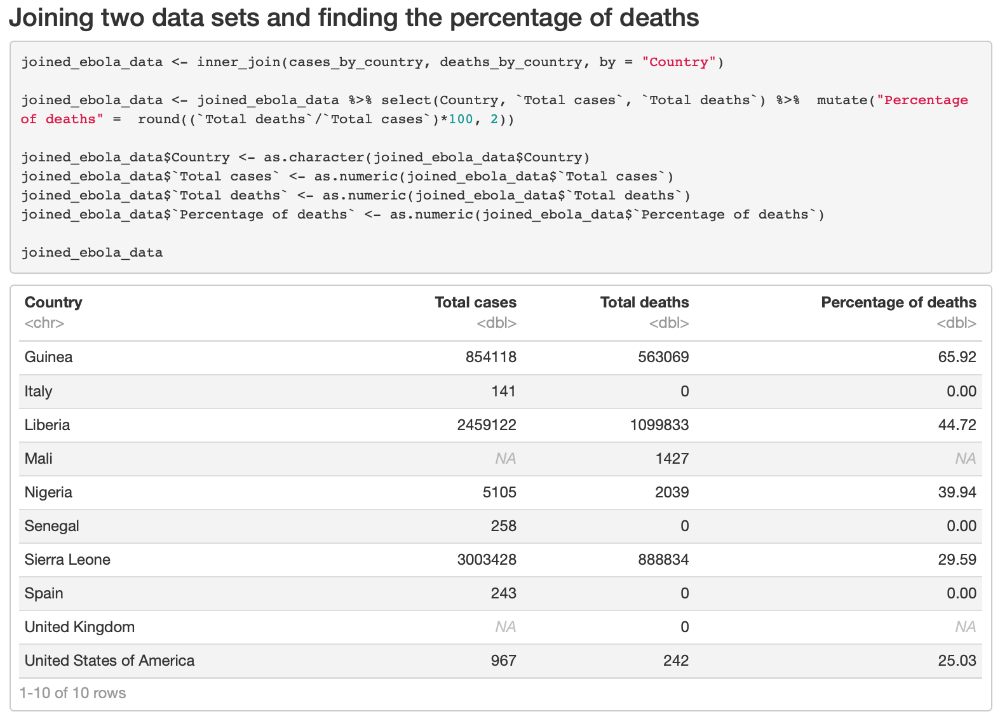 Joining two data sets and finding the percentage of deaths
joined_ebola_data <- inner_join(cases_by_country, deaths_by_country, by = "Country")
joined_ebola_data <- joined_ebola_data %>% select(Country, `Total cases`, `Total deaths`) %>%  mutate("Percentage
of deaths" =  round((`Total deaths`/`Total cases`)*100, 2))
joined_ebola_data$Country <- as.character(joined_ebola_data$Country)
joined_ebola_data$`Total cases` <- as.numeric(joined_ebola_data$`Total cases`)
joined_ebola_data$`Total deaths` <- as.numeric(joined_ebola_data$`Total deaths`)
joined_ebola_data$`Percentage of deaths` <- as.numeric(joined_ebola_data$`Percentage of deaths`)
joined_ebola_data
Country Total cases Total deaths Percentage of deaths
<chr> <dbl> <dbl> <dbl>
Guinea 854118 563069 65.92
Italy 141 0 0.00
Liberia 2459122 1099833 44.72
Mali NA 1427 NA
Nigeria 5105 2039 39.94
Senegal 258 0 0.00
Sierra Leone 3003428 888834 29.59
Spain 243 0 0.00
United Kingdom NA 0 NA
United States of America 967 242 25.03
1-10 of 10 rows